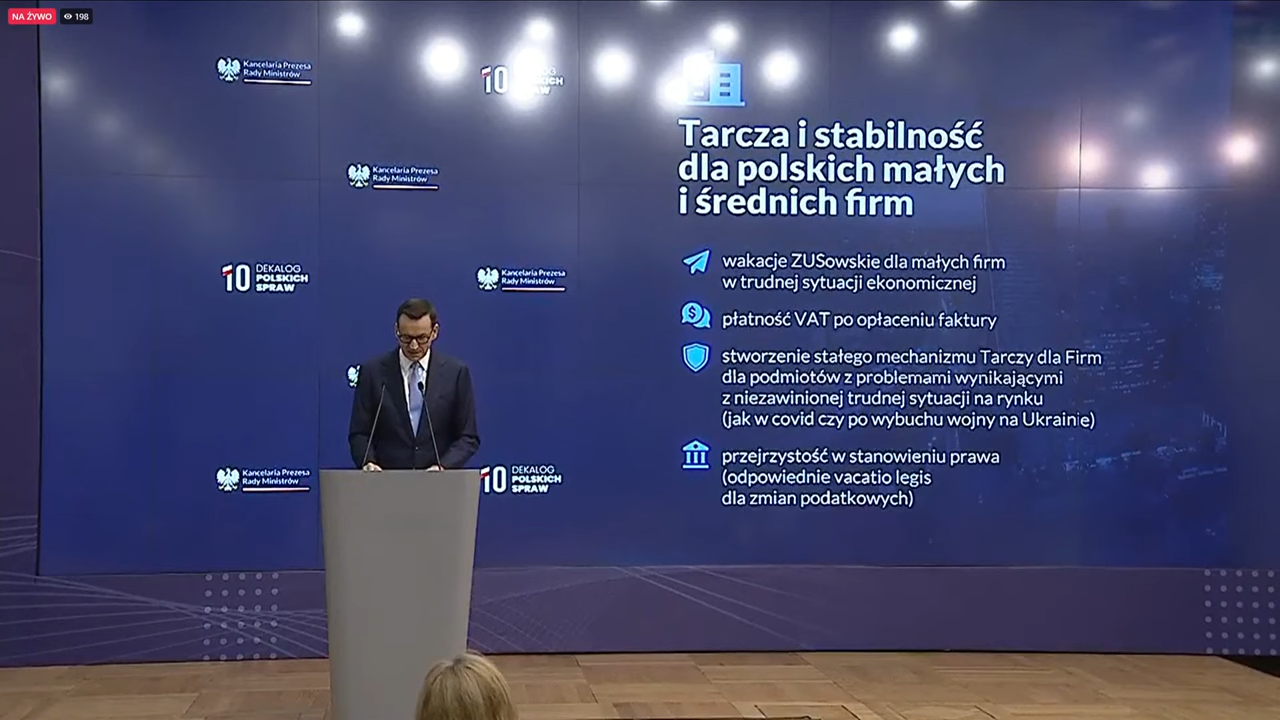 NA ŻYWO
198
Kancelaria Prezesa
Rady Ministrów
10
Kancelaria Prezesa
Rady Ministrów
10
DEKALOG
POLSKICH
SPRAW
Kancelaria Prezesa
Rady Ministrów
Kancelaria Prezesa
Rady Ministrów
10
DEKALOG
POLSKICH
SPRAW
Tarcza i stabilność
dla polskich małych
i średnich firm
wakacje ZUSowskie dla małych firm
w trudnej sytuacji ekonomicznej
płatność VAT po opłaceniu faktury
stworzenie stałego mechanizmu Tarczy dla Firm
dla podmiotów z problemami wynikającymi
z niezawinionej trudnej sytuacji na rynku
(jak w covid czy po wybuchu wojny na Ukrainie)
przejrzystość w stanowieniu prawa
(odpowiednie vacatio legis
dla zmian podatkowych)